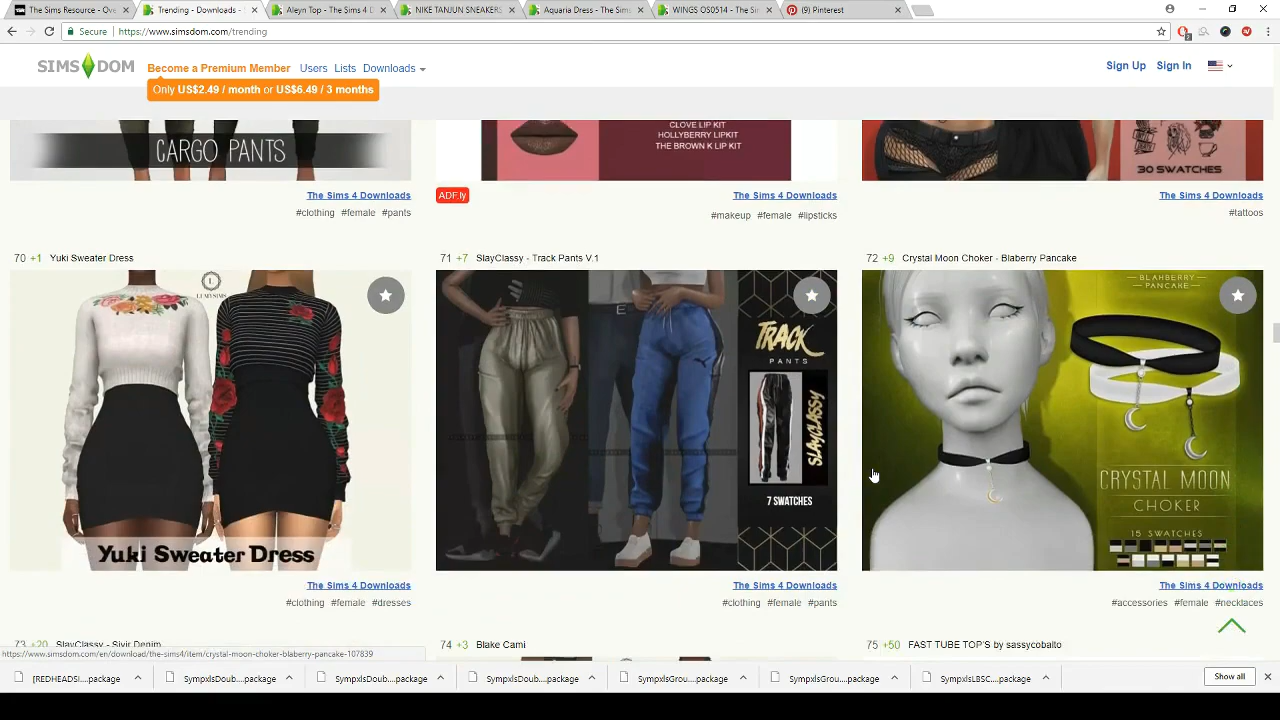 The Sims Resource - Ove
Trending - Downloads -
Aleyn Top - The Sims 4 D
NIKE TANJUN SNEAKERS
Aquaria Dress - The Sims
WINGS OS0514 - The Sim
(9) Pinterest
Secure https://www.simsdom.com/trending
SIMS DOM Become a Premium Member Users Lists Downloads Sign Up Sign In
Only US$2.49 / month or US$6.49 / 3 months
CARGO PANTS
CLOVE LIP KIT
HOLLYBERRY LIPKIT
THE BROWN K LIP KIT
30 SWATCHES
The Sims 4 Downloads
#clothing #female #pants
ADF.ly The Sims 4 Downloads
#makeup #female #lipsticks
The Sims 4 Downloads
#tattoos
70 +1 Yuki Sweater Dress
71 +7 SlayClassy - Track Pants V.1
72 +9 Crystal Moon Choker - Blaberry Pancake
LUMYSIMS
Yuki Sweater Dress
TRACK
PANTS
SLAYCLASSY
7 SWATCHES
BLAHBERRY
PANCAKE
CRYSTAL MOON
CHOKER
15 SWATCHES
The Sims 4 Downloads
#clothing #female #dresses
The Sims 4 Downloads
#clothing #female #pants
The Sims 4 Downloads
#accessories #female #necklaces
73 +20 SlayClassy - Sivir Denim
74 +3 Blake Cami
75 +50 FAST TUBE TOP'S by sassycobalto
https://www.simsdom.com/en/download/the-sims4/item/crystal-moon-choker-blaberry-pancake-107839
[REDHEADSI....package
SympxlsDoub....package
SympxlsDoub....package
SympxlsDoub....package
SympxlsGrou....package
SympxlsGrou....package
SympxlsLBSC....package
Show all